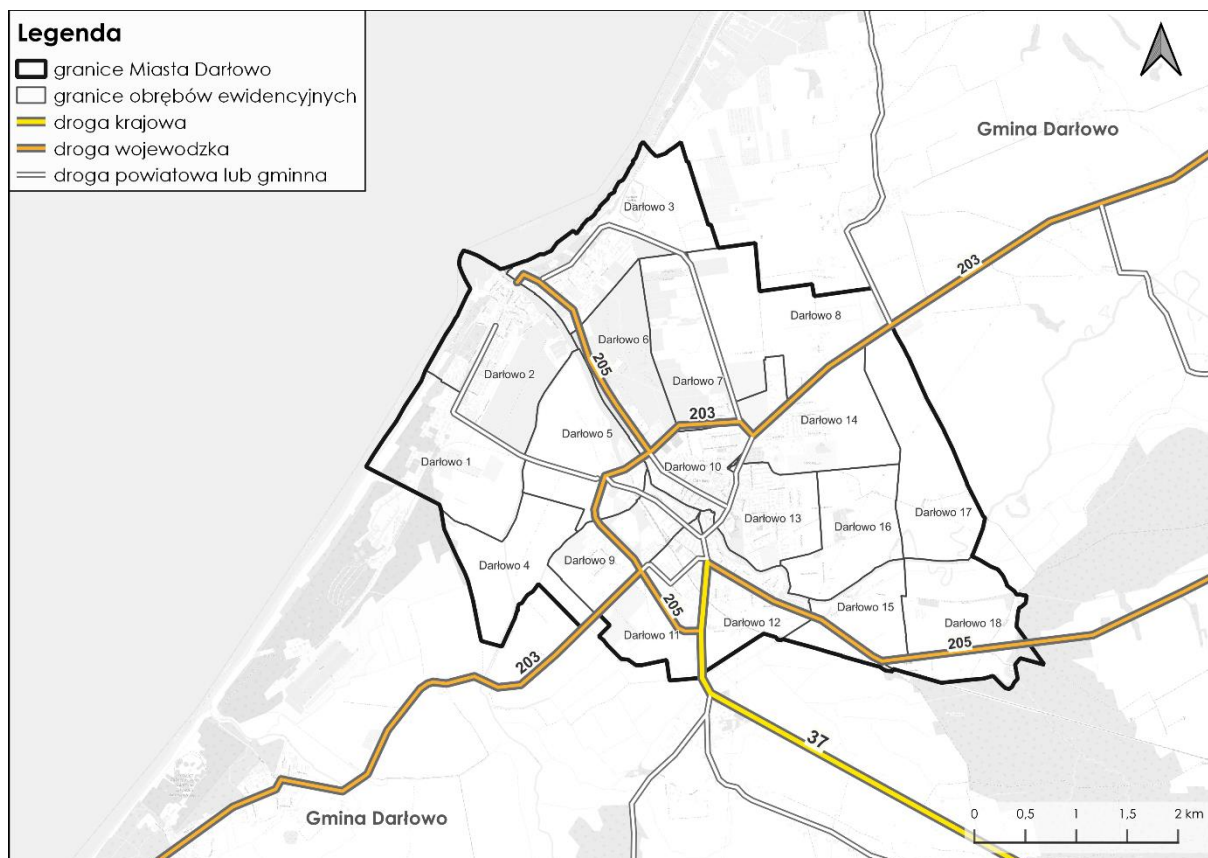 Legenda
granice Miasta Darłowo
granice obrębów ewidencyjnych
droga krajowa
droga wojewodzka
droga powiatowa lub gminna
Gmina Darłowo
Darłowo 3
203
Darłowo 8
Darłowo 6
205
Darłowo 2
Darłowo 7
203
Darłowo 14
Darłowo 5
Darłowo 1
Darłowo 10
Darłowo 17
Darłowo 13
Darłowo 16
Darłowo 4
Darłowo 9
205
Darłowo 15
Darłowo 12
Darłowo 18
Darłowo 11
205
203
37
Gmina Darłowo
0 0,5 1 1,5 2 km